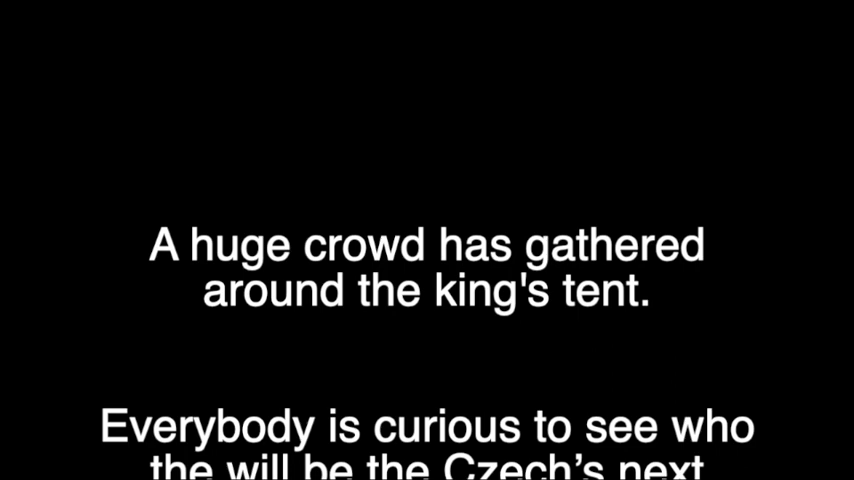 A huge crowd has gathered
around the king's tent.
Everybody is curious to see who
the will be the Czech’s next